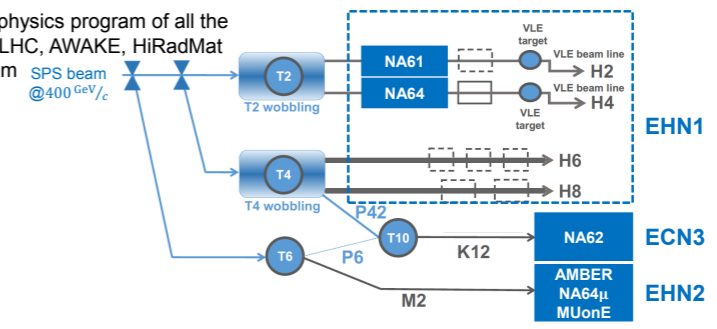 physics program of all the
LHC, AWAKE, HiRadMat
m
SPS beam
@400 GeV/c
T2
T2 wobbling
NA61
NA64
VLE
target
VLE beam line
H2
VLE beam line
H4
VLE
target
EHN1
T4
T4 wobbling
H6
H8
P42
T10
K12
NA62
ECN3
T6
P6
M2
AMBER
NA64μ
MUonE
EHN2